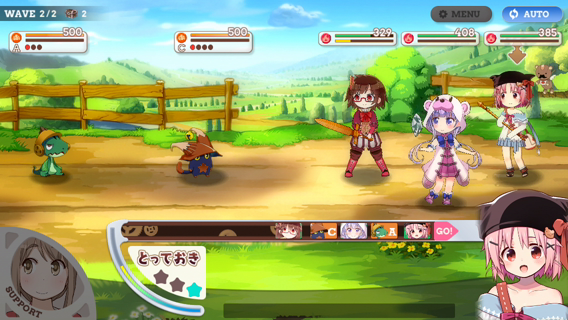 WAVE 2/2 2
MENU
AUTO
500
A
500
C
329
408
385
C
A
GO!
とっておき
SUPPORT